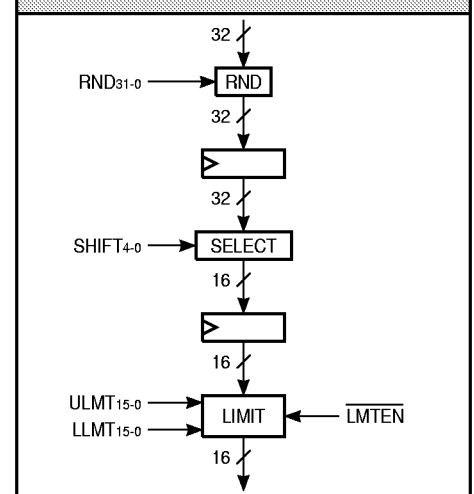 32
RND31-0
RND
32
32
SHIFT4-0
SELECT
16
16
ULMT15-0
LLMT15-0
LIMIT
LMTEN
16